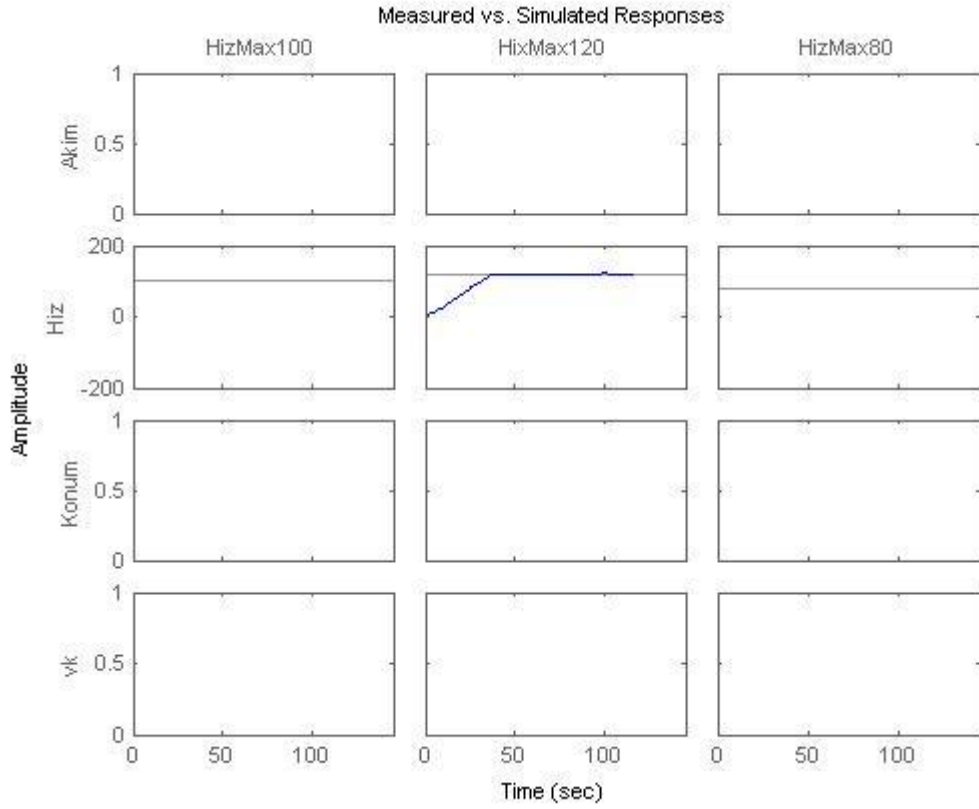 Measured vs. Simulated Responses
HizMax100 HixMax120 HizMax80
Amplitude
Akim
1
0.5
0
Hiz
200
0
-200
Konum
1
0.5
0
vk
1
0.5
0
0 50 100 0 50 100 0 50 100
Time (sec)